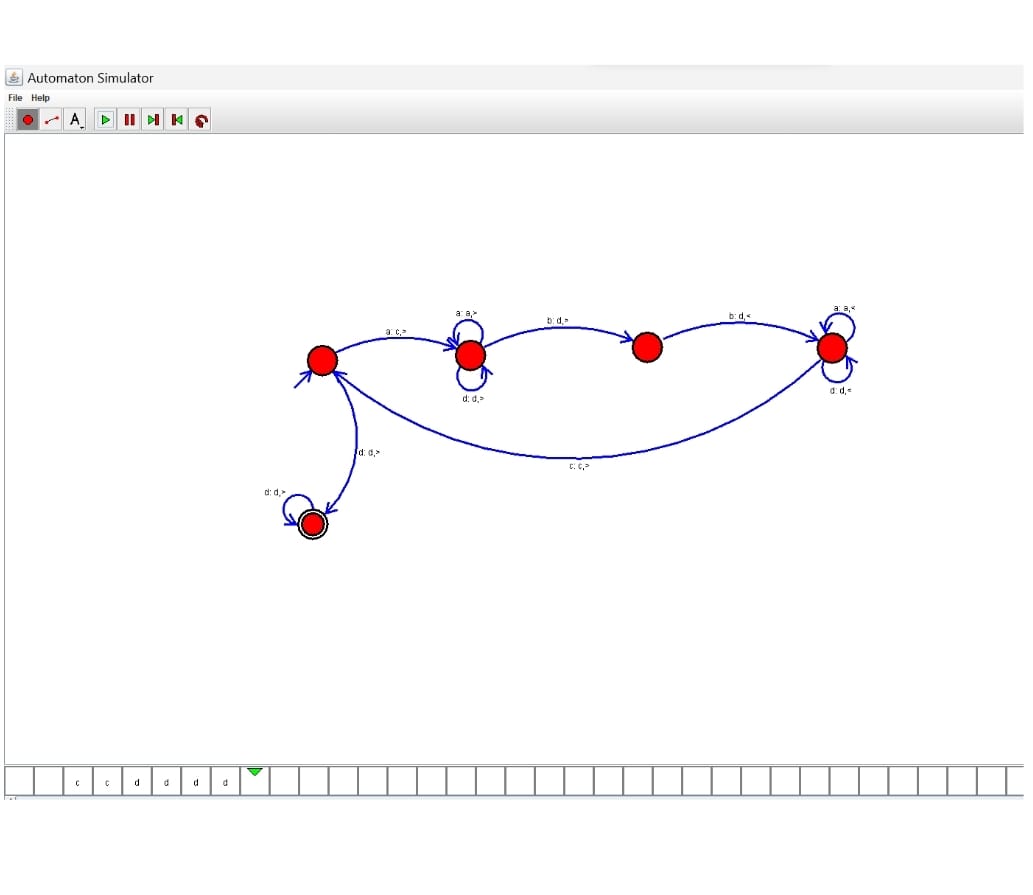 Automaton Simulator
File Help
A
a: a,> a: a,<
b: d,> b: d,<
a: c,>
d: d,> d: d,<
d: d,>
c: c,>
d: d,>
c c d d d d